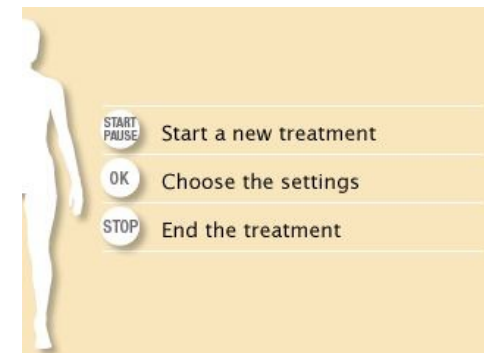 START
PAUSE
Start a new treatment
OK
Choose the settings
STOP
End the treatment